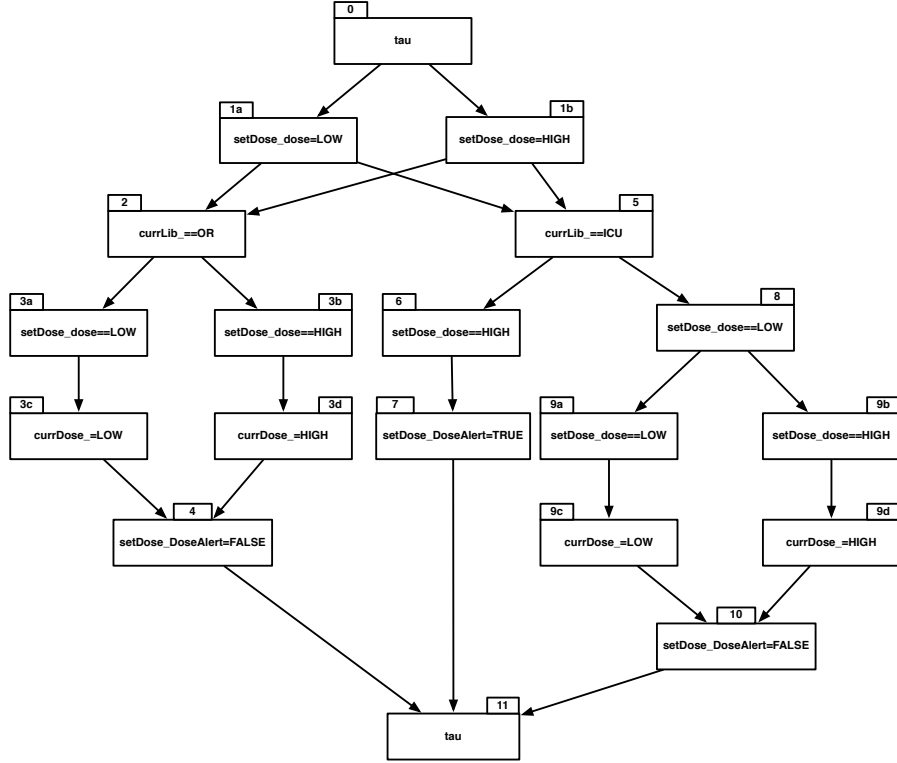 0
tau
1a
setDose_dose=LOW
1b
setDose_dose=HIGH
2
currLib_==OR
5
currLib_==ICU
3a
setDose_dose==LOW
3b
setDose_dose==HIGH
6
setDose_dose==HIGH
8
setDose_dose==LOW
3c
currDose_=LOW
3d
currDose_=HIGH
7
setDose_DoseAlert=TRUE
9a
setDose_dose==LOW
9b
setDose_dose==HIGH
4
setDose_DoseAlert=FALSE
9c
currDose_=LOW
9d
currDose_=HIGH
10
setDose_DoseAlert=FALSE
11
tau